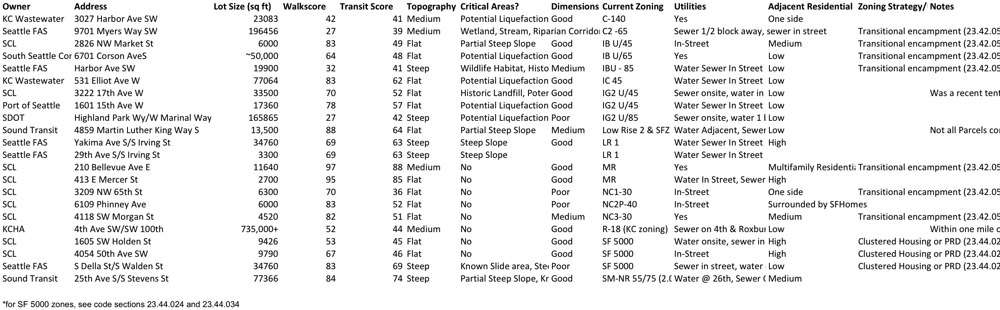 Owner Address Lot Size (sq ft) Walkscore Transit Score Topography Critical Areas? Dimensions Current Zoning Utilities Adjacent Residential Zoning Strategy/ Notes
KC Wastewater 3027 Harbor Ave SW 23083 42 41 Medium Potential Liquefaction Good C-140 Yes One side
Seattle FAS 9701 Myers Way SW 196456 27 39 Medium Wetland, Stream, Riparian Corrido C2 -65 Sewer 1/2 block away, sewer in street Transitional encampment (23.42.05
SCL 2826 NW Market St 6000 83 49 Flat Partial Steep Slope Good IB U/45 In-Street Medium Transitional encampment (23.42.05
South Seattle Cor 6701 Corson AveS ~50,000 64 48 Flat Potential Liquefaction Good IB U/65 Yes Low Transitional encampment (23.42.05
Seattle FAS Harbor Ave SW 19900 32 41 Steep Wildlife Habitat, Histo Medium IBU - 85 Water Sewer In Street Low Transitional encampment (23.42.05
KC Wastewater 531 Elliot Ave W 77064 83 62 Flat Potential Liquefaction Good IC 45 Water Sewer In Street Low
SCL 3222 17th Ave W 33500 70 52 Flat Historic Landfill, Poter Good IG2 U/45 Sewer onsite, water in Low Was a recent tent
Port of Seattle 1601 15th Ave W 17360 78 57 Flat Potential Liquefaction Good IG2 U/45 Water Sewer In Street Low
SDOT Highland Park Wy/W Marinal Way 165865 27 42 Steep Potential Liquefaction Poor IG2 U/85 Sewer onsite, water 1 Low
Sound Transit 4859 Martin Luther King Way S 13,500 88 64 Flat Partial Steep Slope Medium Low Rise 2 & SFZ Water Adjacent, Sewer Low Not all Parcels co
Seattle FAS Yakima Ave S/S Irving St 34760 69 63 Steep Steep Slope Good LR 1 Water Sewer In Street High
Seattle FAS 29th Ave S/S Irving St 3300 69 63 Steep Steep Slope LR 1 Water Sewer In Street
SCL 210 Bellevue Ave E 11640 97 88 Medium No Good MR Yes Multifamily Residentia Transitional encampment (23.42.05
SCL 413 E Mercer St 2700 95 85 Flat No Good MR Water In Street, Sewer High
SCL 3209 NW 65th St 6300 70 36 Flat No Poor NC1-30 In-Street One side Transitional encampment (23.42.05
SCL 6109 Phinney Ave 6000 83 52 Flat No Poor NC2P-40 In-Street Surrounded by SFHomes
SCL 4118 SW Morgan St 4520 82 51 Flat No Medium NC3-30 Yes Medium Transitional encampment (23.42.05
KCHA 4th Ave SW/SW 100th 735,000+ 52 44 Medium No Good R-18 (KC zoning) Sewer on 4th & Roxbur Low Within one mile
SCL 1605 SW Holden St 9426 53 45 Flat No Good SF 5000 Water onsite, sewer in High Clustered Housing or PRD (23.44.02
SCL 4054 50th Ave SW 9790 67 46 Flat No Good SF 5000 In-Street High Clustered Housing or PRD (23.44.02
Seattle FAS S Della St/S Walden St 34760 83 69 Steep Known Slide area, Stee Poor SF 5000 Sewer in street, water Low Clustered Housing or PRD (23.44.02
Sound Transit 25th Ave S/S Stevens St 77366 84 74 Steep Partial Steep Slope, Kr Good SM-NR 55/75 (2.0 Water @ 26th, Sewer Medium
*for SF 5000 zones, see code sections 23.44.024 and 23.44.034